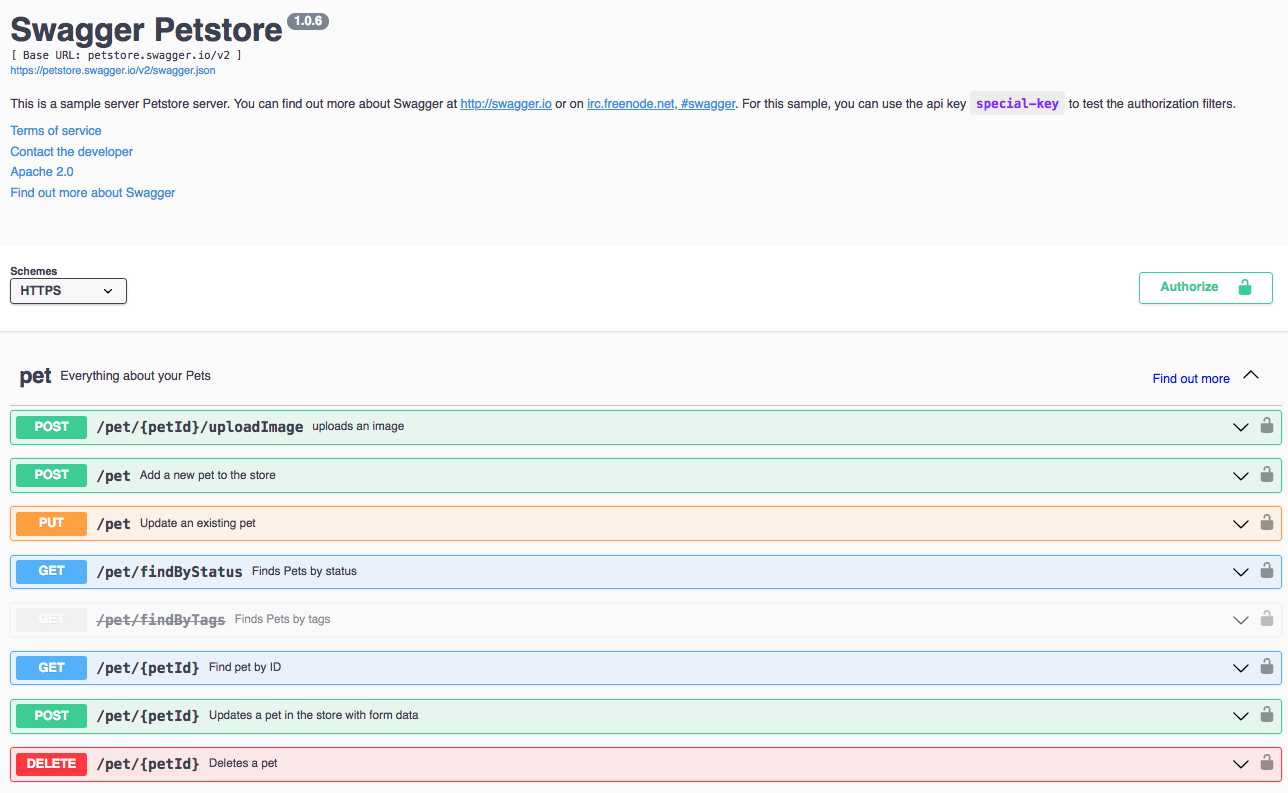 Swagger Petstore 1.0.6
[ Base URL: petstore.swagger.io/v2 ]
https://petstore.swagger.io/v2/swagger.json
This is a sample server Petstore server. You can find out more about Swagger at http://swagger.io or on irc.freenode.net, #swagger. For this sample, you can use the api key special-key to test the authorization filters.
Terms of service
Contact the developer
Apache 2.0
Find out more about Swagger
Schemes
HTTPS
Authorize
pet Everything about your Pets Find out more
POST /pet/{petId}/uploadImage uploads an image
POST /pet Add a new pet to the store
PUT /pet Update an existing pet
GET /pet/findByStatus Finds Pets by status
GET /pet/findByTags Finds Pets by tags
GET /pet/{petId} Find pet by ID
POST /pet/{petId} Updates a pet in the store with form data
DELETE /pet/{petId} Deletes a pet